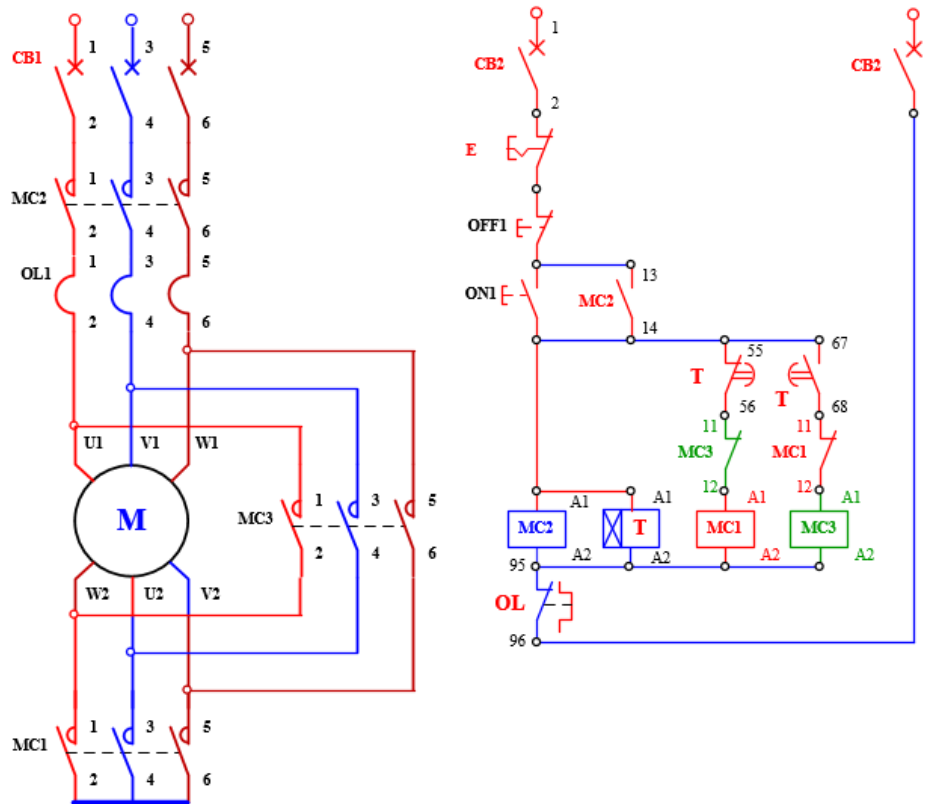 1 3 5
CB1
2 4 6
1 3 5
MC2
2 4 6
1 3 5
OL1
2 4 6
U1 V1 W1
M
MC3
1 3 5
2 4 6
W2 U2 V2
1 3 5
MC1
2 4 6
1
CB2
2
CB2
E
OFF1
13
ON1
MC2
14
55
67
T
T
56
68
11
11
MC3
MC1
12
12
A1
A1
A1
A1
MC2
T
MC1
MC3
A2
A2
A2
A2
95
OL
96